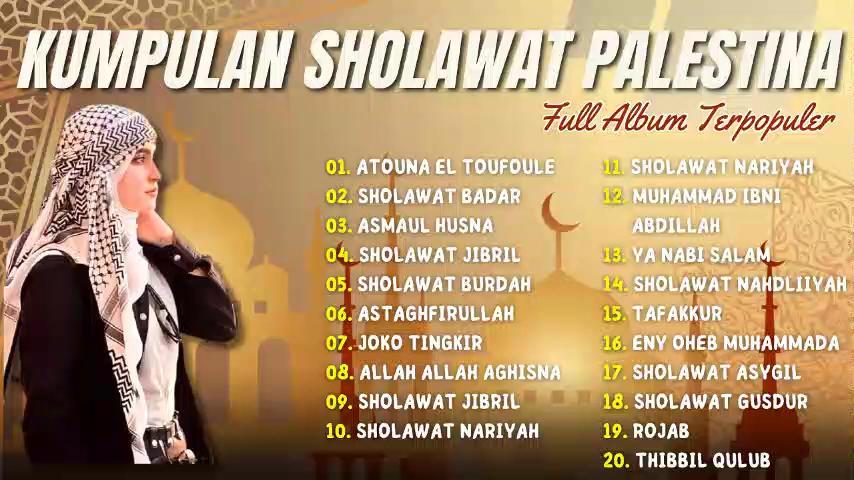 KUMPULAN SHOLAWAT PALESTINA
Full Album Terpopuler
01. ATOUNA EL TOUFOULE
02. SHOLAWAT BADAR
03. ASMAUL HUSNA
04. SHOLAWAT JIBRIL
05. SHOLAWAT BURDAH
06. ASTAGHFIRULLAH
07. JOKO TINGKIR
08. ALLAH ALLAH AGHISNA
09. SHOLAWAT JIBRIL
10. SHOLAWAT NARIYAH
11. SHOLAWAT NARIYAH
12. MUHAMMAD IBNI
ABDILLAH
13. YA NABI SALAM
14. SHOLAWAT NAHDLIIYAH
15. TAFAKKUR
16. ENY OHEB MUHAMMADA
17. SHOLAWAT ASYGIL
18. SHOLAWAT GUSDUR
19. ROJAB
20. THIBBIL QULUB